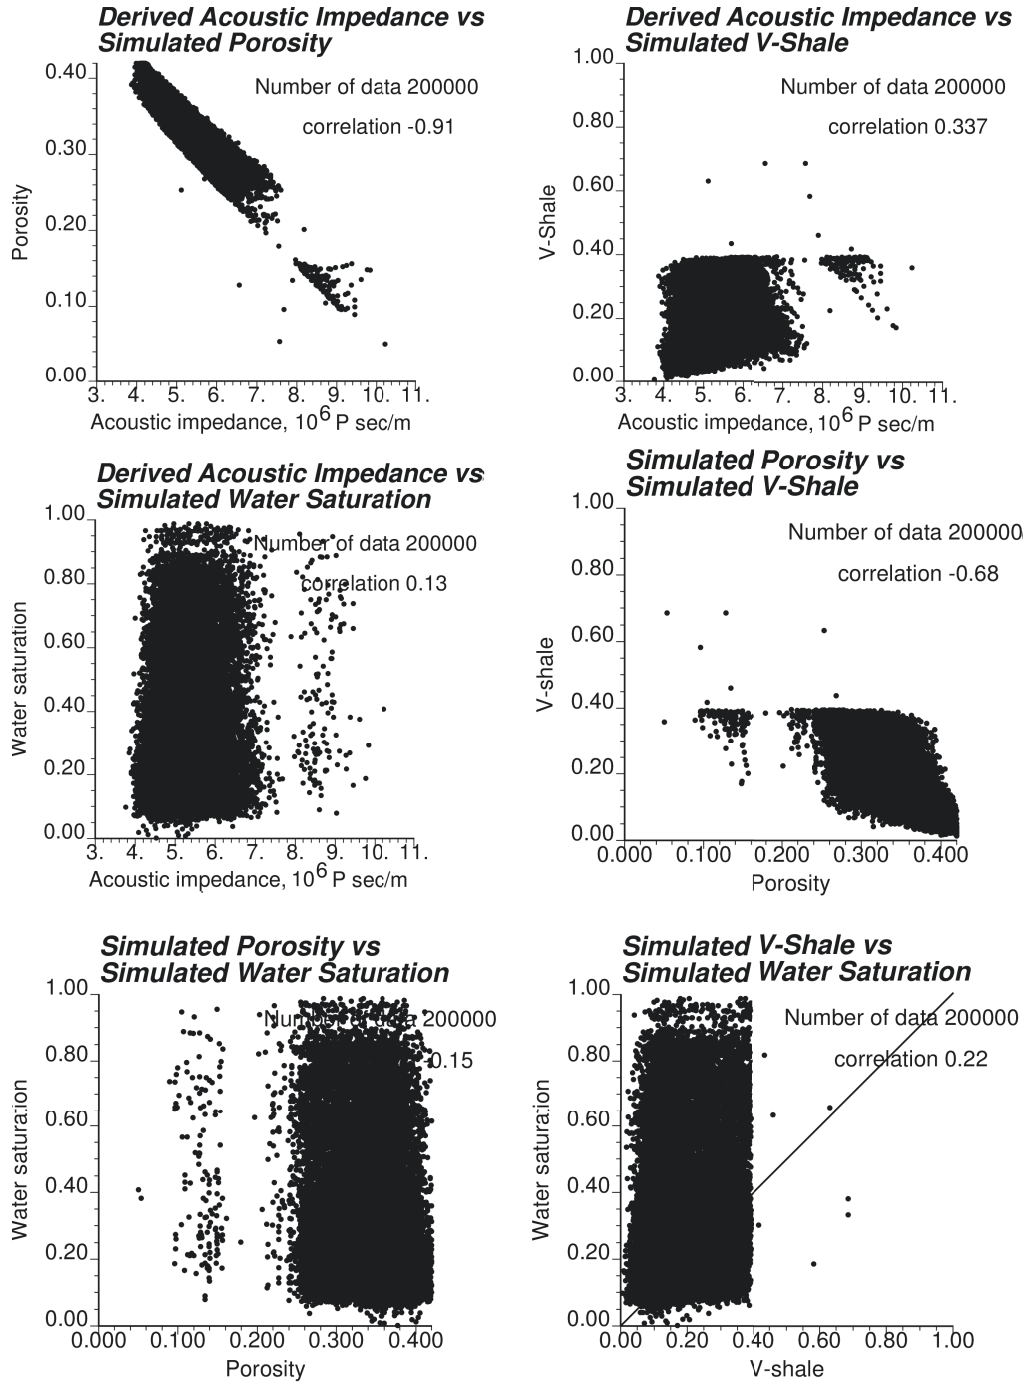 Derived Acoustic Impedance vs
Simulated Porosity
Number of data 200000
correlation -0.91
Porosity
0.40
0.30
0.20
0.10
0.00
3. 4. 5. 6. 7. 8. 9. 10. 11.
Acoustic impedance, 10^6 P sec/m
Derived Acoustic Impedance vs
Simulated V-Shale
Number of data 200000
correlation 0.337
V-Shale
1.00
0.80
0.60
0.40
0.20
0.00
3. 4. 5. 6. 7. 8. 9. 10. 11.
Acoustic impedance, 10^6 P sec/m
Derived Acoustic Impedance vs
Simulated Water Saturation
Number of data 200000
correlation 0.13
Water saturation
1.00
0.80
0.60
0.40
0.20
0.00
3. 4. 5. 6. 7. 8. 9. 10. 11.
Acoustic impedance, 10^6 P sec/m
Simulated Porosity vs
Simulated V-Shale
Number of data 200000
correlation -0.68
V-shale
1.00
0.80
0.60
0.40
0.20
0.00
0.000 0.100 0.200 0.300 0.400
Porosity
Simulated Porosity vs
Simulated Water Saturation
Number of data 200000
0.15
Water saturation
1.00
0.80
0.60
0.40
0.20
0.00
0.000 0.100 0.200 0.300 0.400
Porosity
Simulated V-Shale vs
Simulated Water Saturation
Number of data 200000
correlation 0.22
Water saturation
1.00
0.80
0.60
0.40
0.20
0.00
0.00 0.20 0.40 0.60 0.80 1.00
V-shale